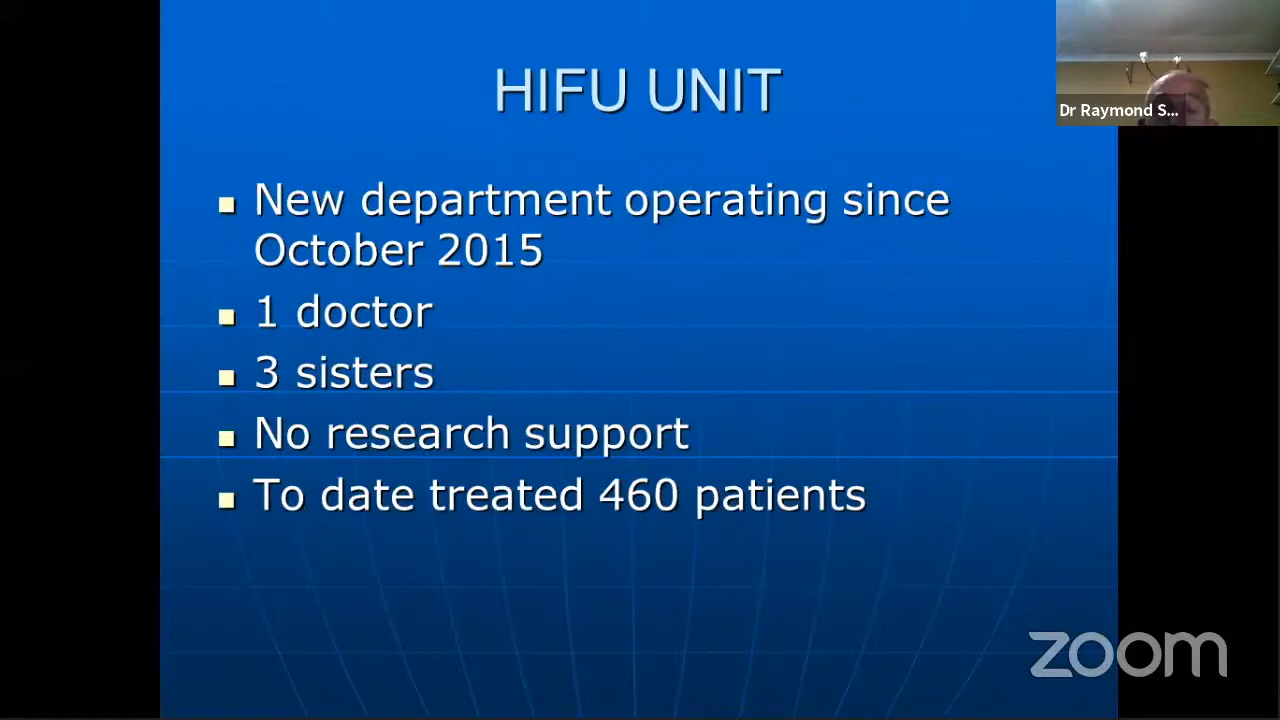 HIFU UNIT
Dr Raymond S...
New department operating since
October 2015
1 doctor
3 sisters
No research support
To date treated 460 patients
zoom